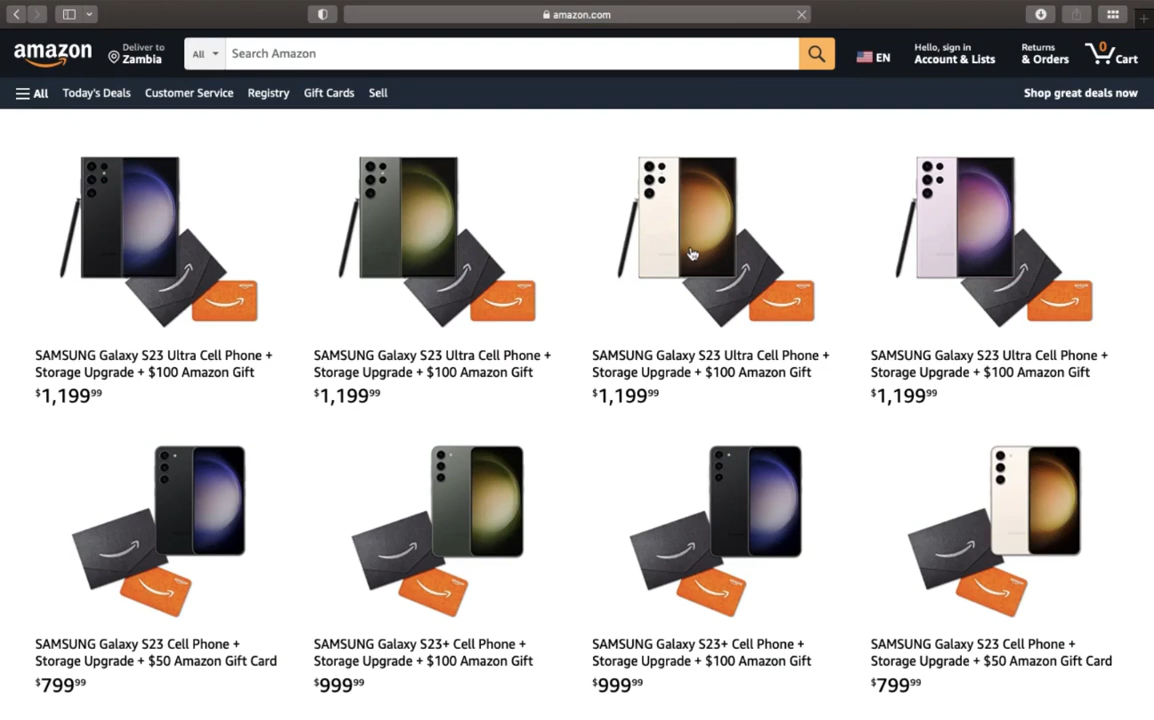 amazon.com
amazon
Deliver to
Zambia
All
Search Amazon
EN
Hello, sign in
Account & Lists
Returns
& Orders
0
Cart
All
Today's Deals
Customer Service
Registry
Gift Cards
Sell
Shop great deals now
SAMSUNG Galaxy S23 Ultra Cell Phone +
Storage Upgrade + $100 Amazon Gift
$1,19999
SAMSUNG Galaxy S23 Ultra Cell Phone +
Storage Upgrade + $100 Amazon Gift
$1,19999
SAMSUNG Galaxy S23 Ultra Cell Phone +
Storage Upgrade + $100 Amazon Gift
$1,19999
SAMSUNG Galaxy S23 Ultra Cell Phone +
Storage Upgrade + $100 Amazon Gift
$1,19999
SAMSUNG Galaxy S23 Cell Phone +
Storage Upgrade + $50 Amazon Gift Card
$79999
SAMSUNG Galaxy S23+ Cell Phone +
Storage Upgrade + $100 Amazon Gift
$99999
SAMSUNG Galaxy S23+ Cell Phone +
Storage Upgrade + $100 Amazon Gift
$99999
SAMSUNG Galaxy S23 Cell Phone +
Storage Upgrade + $50 Amazon Gift Card
$79999